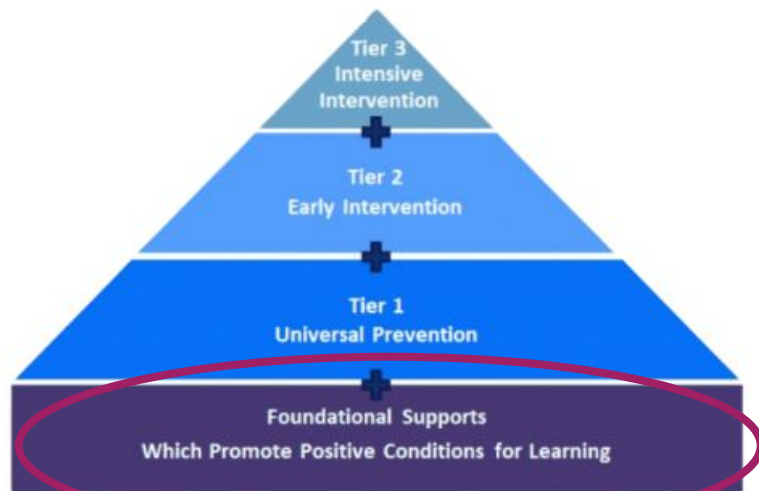 Tier 3
Intensive
Intervention
Tier 2
Early Intervention
Tier 1
Universal Prevention
Foundational Supports
Which Promote Positive Conditions for Learning